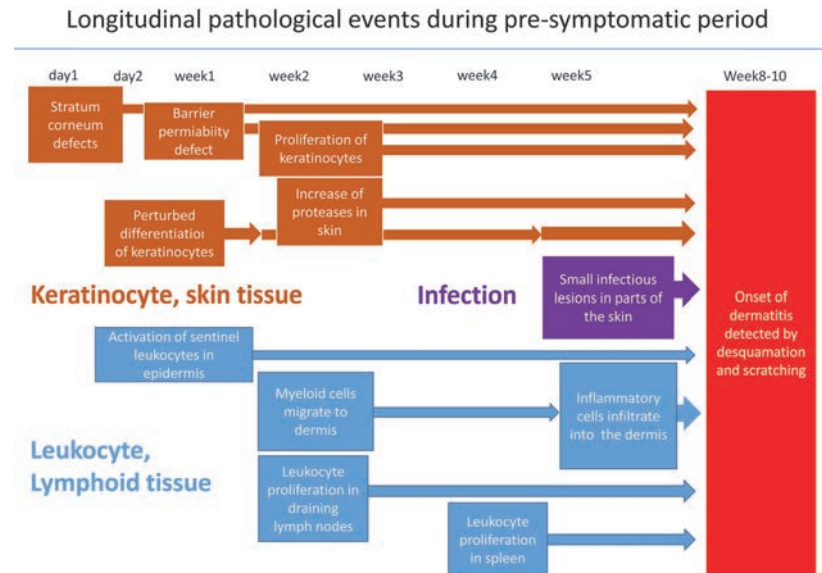 Longitudinal pathological events during pre-symptomatic period
day1 day2 week1 week2 week3 week4 week5 Week8-10
Stratum
corneum
defects
Barrier
permabiity
defect
Proliferation of
keratinocytes
Increase of
proteases in
skin
Perturbed
differentiation
of keratinocytes
Keratinocyte, skin tissue
Infection
Small infectious
lesions in parts
of the skin
Onset of
dermatitis
detected by
desquamation
and scratching
Activation of sentinel
leukocytes in
epidermis
Myeloid cells
migrate to
dermis
Inflammatory
cells infiltrate
into the dermis
Leukocyte,
Lymphoid tissue
Leukocyte
proliferation in
draining
lymph nodes
Leukocyte
proliferation
in spleen